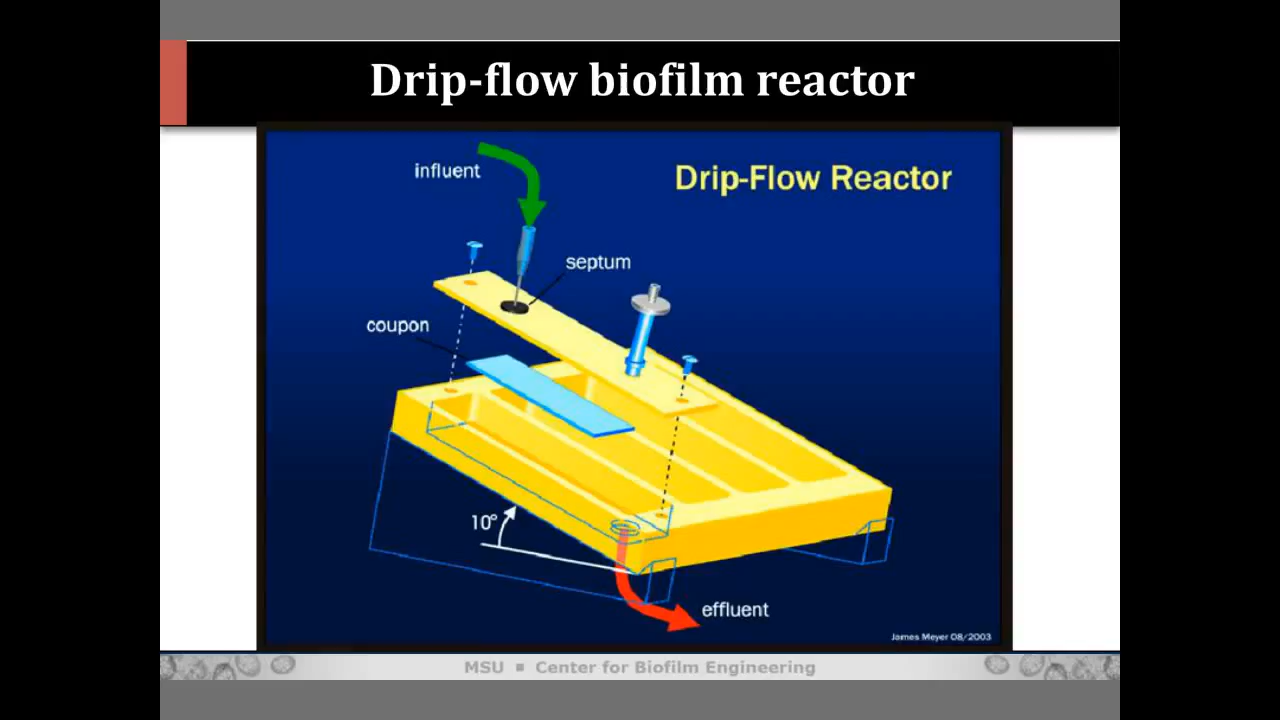 Drip-flow biofilm reactor
influent
Drip-Flow Reactor
septum
coupon
10°
effluent
James Meyer 08/2003
MSU ▪ Center for Biofilm Engineering